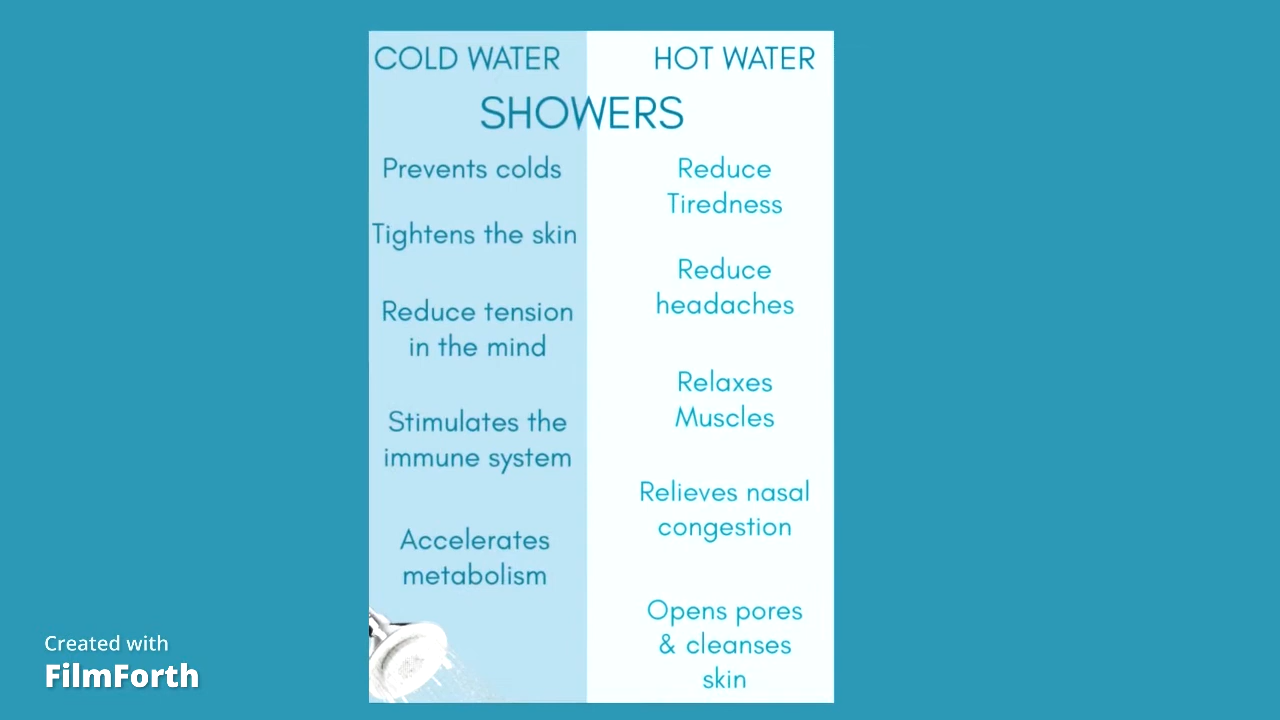 COLD WATER
HOT WATER
SHOWERS
Prevents colds
Tightens the skin
Reduce tension
in the mind
Stimulates the
immune system
Accelerates
metabolism
Reduce
Tiredness
Reduce
headaches
Relaxes
Muscles
Relieves nasal
congestion
Opens pores
& cleanses
skin
Created with
FilmForth